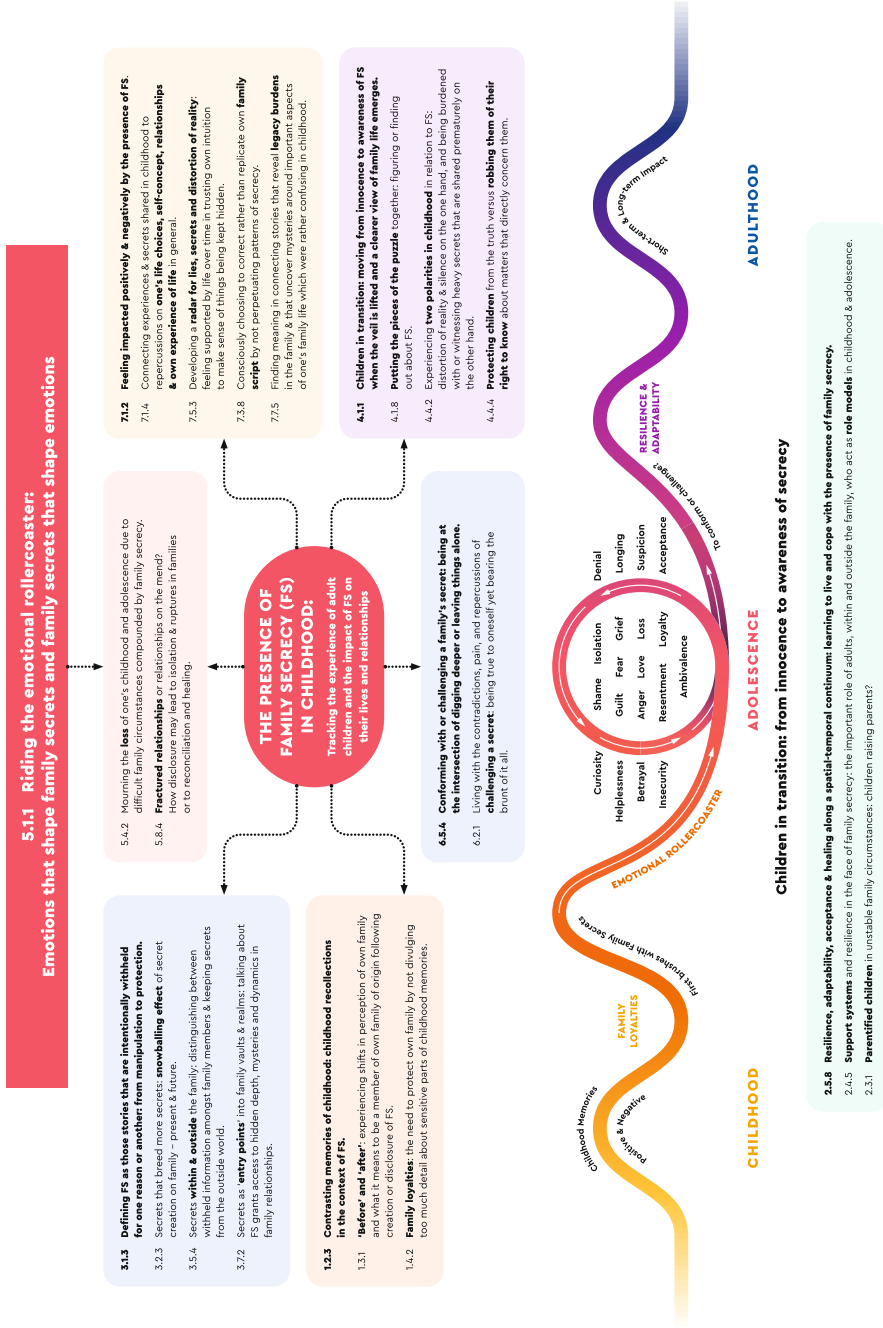 5.1.1 Riding the emotional rollercoaster:
Emotions that shape family secrets and family secrets that shape emotions
3.1.3 Defining FS as those stories that are intentionally withheld
for one reason or another: from manipulation to protection.
3.2.3 Secrets that breed more secrets: snowballing effect of secret
creation on family – present & future.
3.5.4 Secrets within & outside the family: distinguishing between
withheld information amongst family members & keeping secrets
from the outside world.
3.7.2 Secrets as ‘entry points’ into family vaults & realms: talking about
FS grants access to hidden depth, mysteries and dynamics in
family relationships.
1.2.3 Contrasting memories of childhood: childhood recollections
in the context of FS.
1.3.1 ‘Before’ and ‘after’: experiencing shifts in perception of own family
and what it means to be a member of own family of origin following
creation or disclosure of FS.
1.4.2 Family loyalties: the need to protect own family by not divulging
too much detail about sensitive parts of childhood memories.
5.4.2 Mourning the loss of one’s childhood and adolescence due to
difficult family circumstances compounded by family secrecy.
5.8.4 Fractured relationships or relationships on the mend?
How disclosure may lead to isolation & ruptures in families
or to reconciliation and healing.
THE PRESENCE OF
FAMILY SECRECY (FS)
IN CHILDHOOD:
Tracking the experience of adult
children and the impact of FS on
their lives and relationships
6.5.4 Conforming with or challenging a family’s secret: being at
the intersection of digging deeper or leaving things alone.
6.2.1 Living with the contradictions, pain, and repercussions of
challenging a secret: being true to oneself yet bearing the
brunt of it all.
7.1.2 Feeling impacted positively & negatively by the presence of FS.
7.1.4 Connecting experiences & secrets shared in childhood to
repercussions on one’s life choices, self-concept, relationships
& own experience of life in general.
7.5.3 Developing a radar for lies, secrets and distortion of reality:
feeling supported by life over time in trusting own intuition
to make sense of things being kept hidden.
7.3.8 Consciously choosing to correct rather than replicate own family
script by not perpetuating patterns of secrecy.
7.7.5 Finding meaning in connecting stories that reveal legacy burdens
in the family & that uncover mysteries around important aspects
of one’s family life which were rather confusing in childhood.
4.1.1 Children in transition: moving from innocence to awareness of FS
when the veil is lifted and a clearer view of family life emerges.
4.1.8 Putting the pieces of the puzzle together: figuring or finding
out about FS.
4.4.2 Experiencing two polarities in childhood in relation to FS:
distortion of reality & silence on the one hand, and being burdened
with or witnessing heavy secrets that are shared prematurely on
the other hand.
4.4.4 Protecting children from the truth versus robbing them of their
right to know about matters that directly concern them.
Childhood Memories
Positive & Negative
FAMILY
LOYALTIES
First brushes with Family Secrets
EMOTIONAL ROLLERCOASTER
Curiosity Shame Isolation Denial
Helplessness Guilt Fear Grief Longing
Betrayal Anger Love Loss Suspicion
Insecurity Resentment Loyalty Acceptance
Ambivalence
To conform or challenge?
RESILIENCE &
ADAPTABILITY
Short-term & Long-term Impact
CHILDHOOD ADOLESCENCE ADULTHOOD
Children in transition: from innocence to awareness of secrecy
2.5.8 Resilience, adaptability, acceptance & healing along a spatial-temporal continuum: learning to live and cope with the presence of family secrecy.
2.4.5 Support systems and resilience in the face of family secrecy: the important role of adults, within and outside the family, who act as role models in childhood & adolescence.
2.3.1 Parentified children in unstable family circumstances: children raising parents?